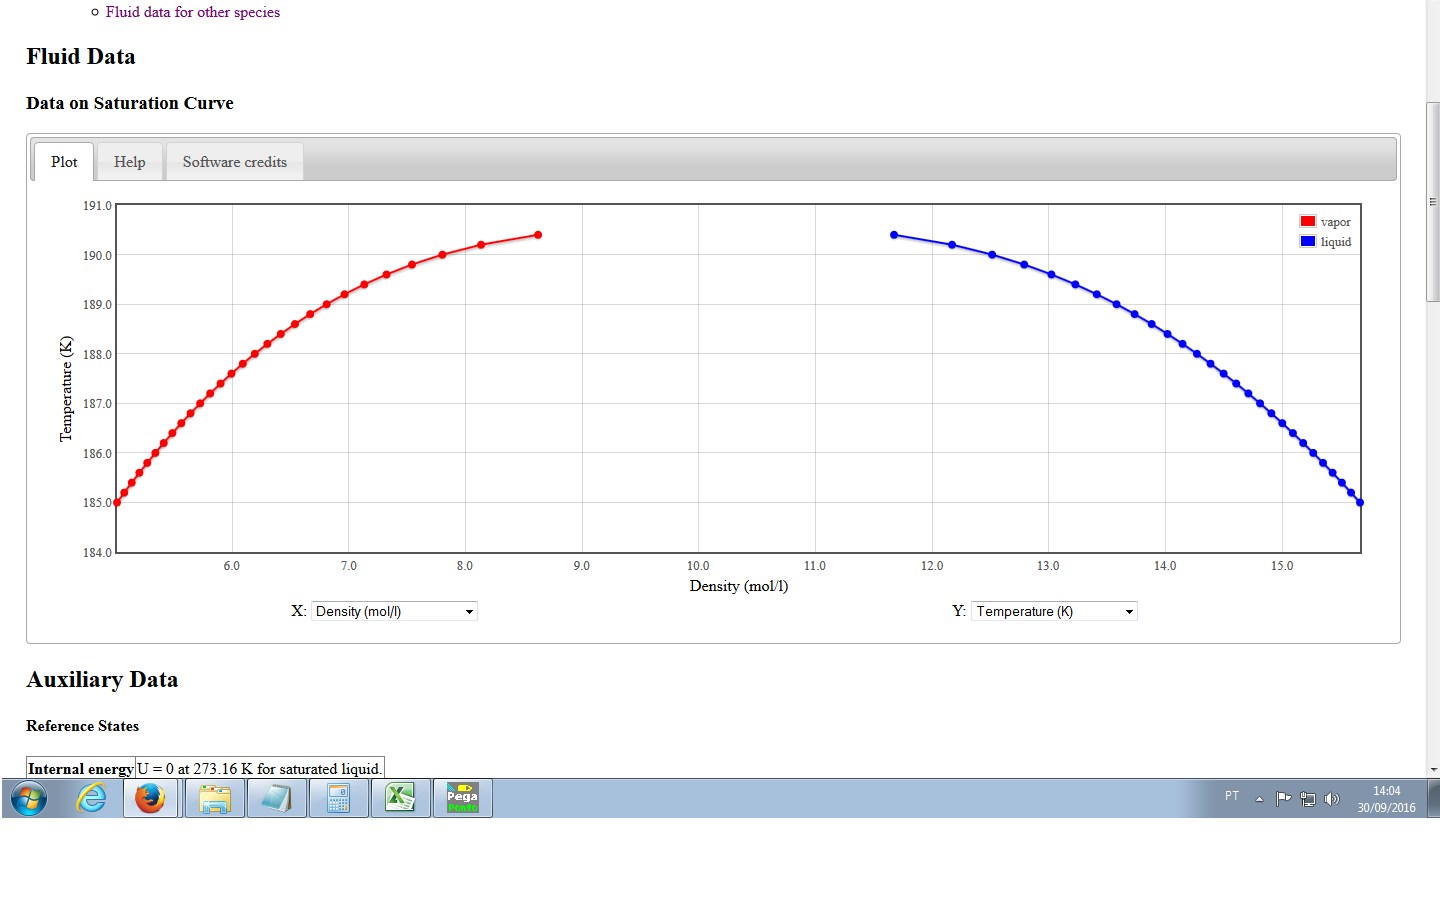 Fluid data for other species
Fluid Data
Data on Saturation Curve
Plot Help Software credits
191.0
190.0
189.0
188.0
187.0
186.0
185.0
184.0
Temperature (K)
vapor
liquid
6.0 7.0 8.0 9.0 10.0 11.0 12.0 13.0 14.0 15.0
Density (mol/l)
X: Density (mol/l) Y: Temperature (K)
Auxiliary Data
Reference States
Internal energy U = 0 at 273.16 K for saturated liquid.
Pega
Preto
PT
14:04
30/09/2016